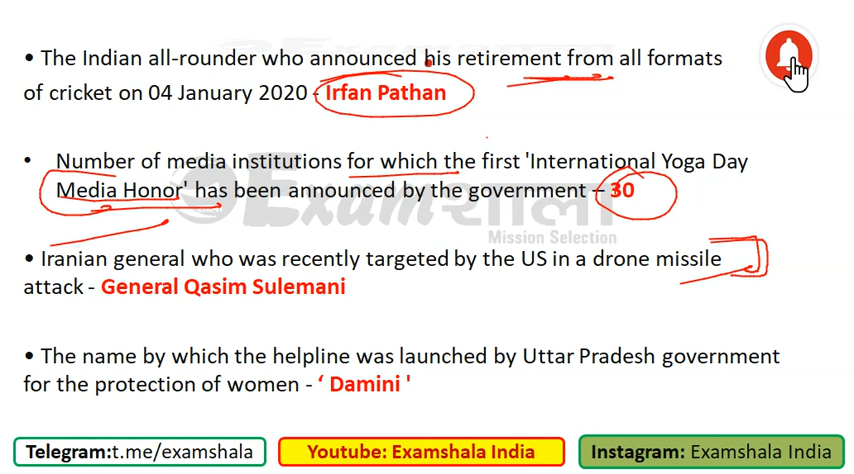 • The Indian all-rounder who announced his retirement from all formats
of cricket on 04 January 2020 - Irfan Pathan
• Number of media institutions for which the first 'International Yoga Day
Media Honor' has been announced by the government – 30
Examशाला
Mission Selection
• Iranian general who was recently targeted by the US in a drone missile
attack - General Qasim Sulemani
• The name by which the helpline was launched by Uttar Pradesh government
for the protection of women - ‘ Damini '
Telegram:t.me/examshala
Youtube: Examshala India
Instagram: Examshala India